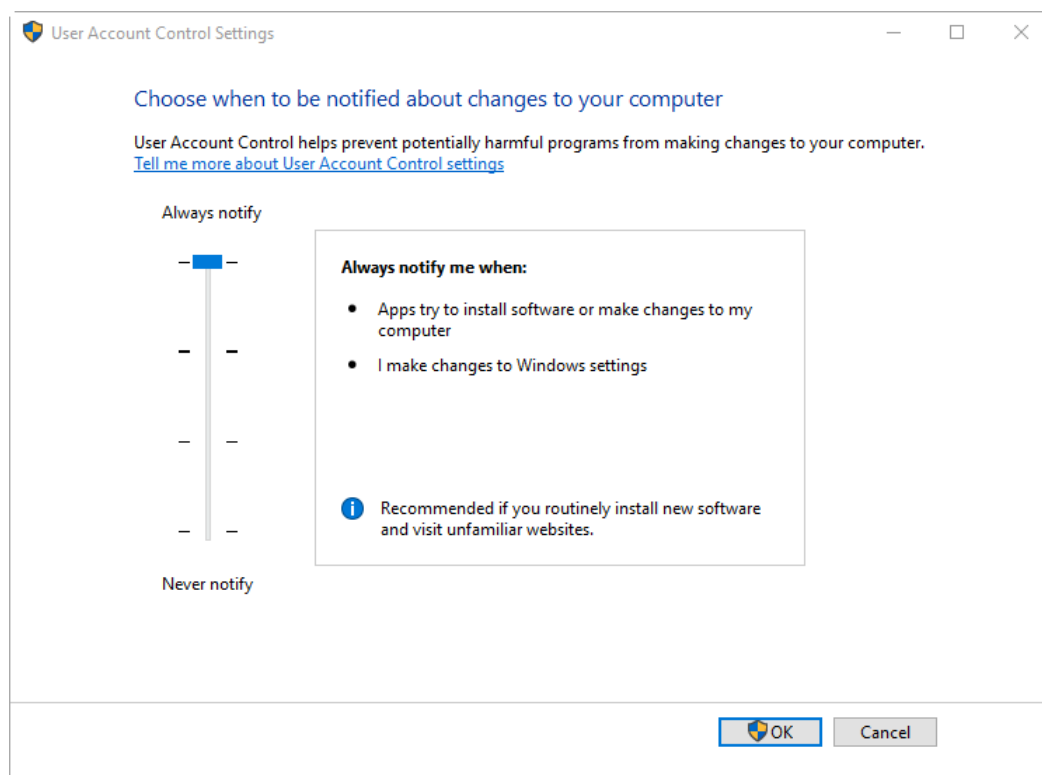 User Account Control Settings
Choose when to be notified about changes to your computer
User Account Control helps prevent potentially harmful programs from making changes to your computer.
Tell me more about User Account Control settings
Always notify
Always notify me when:
Apps try to install software or make changes to my
computer
I make changes to Windows settings
Recommended if you routinely install new software
and visit unfamiliar websites.
Never notify
OK
Cancel